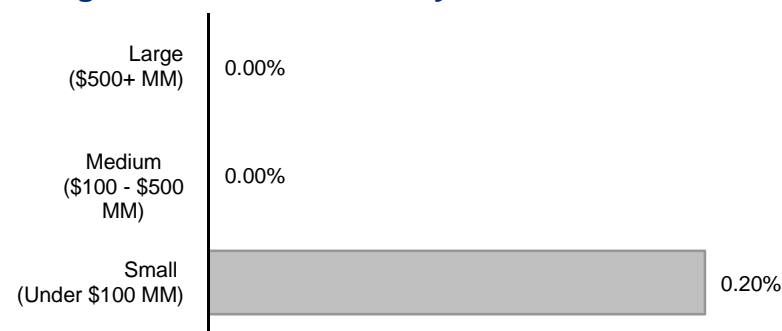 Large
($500+ MM)
0.00%
Medium
($100 - $500
MM)
0.00%
Small
(Under $100 MM)
0.20%